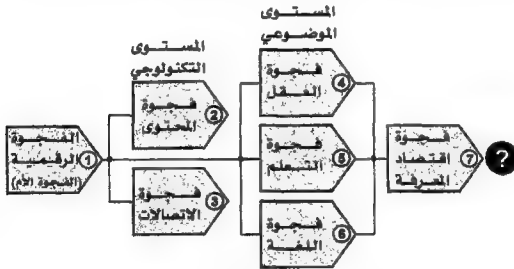 المستوى
الموضوعي
المستوى
التكنولوجي
فجوة
العقل
④
فجوة
المحتوى
②
الفجوة
الرقمية
(الفجوة الأم)
①
فجوة
التعلم
⑤
فجوة
اقتصاد
المعرفة
⑦
?
فجوة
الاتصالات
③
فجوة
اللغة
⑥